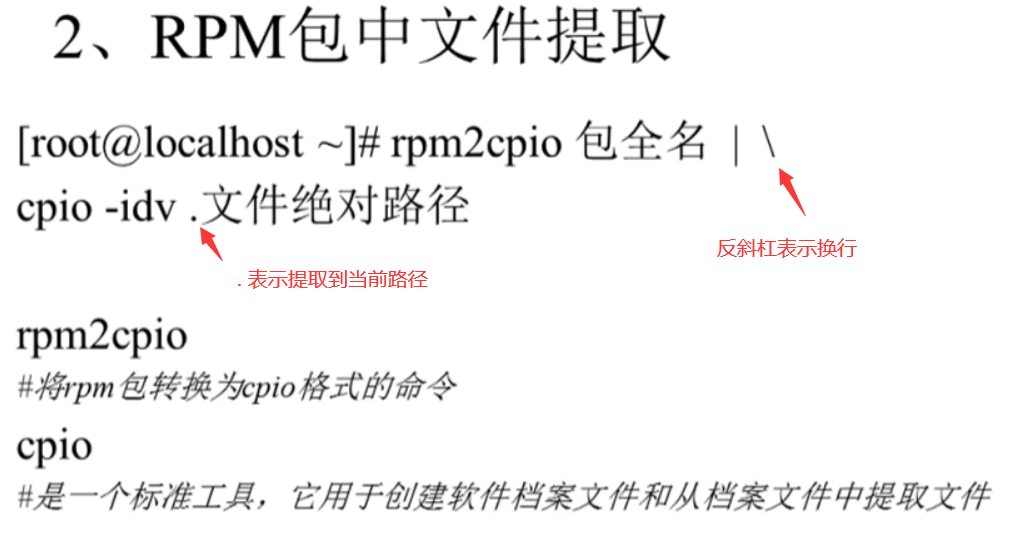 2、RPM包中文件提取
[root@localhost ~]# rpm2cpio 包全名 | \
cpio -idv .文件绝对路径
反斜杠表示换行
. 表示提取到当前路径
rpm2cpio
#将rpm包转换为cpio格式的命令
cpio
#是一个标准工具，它用于创建软件档案文件和从档案文件中提取文件